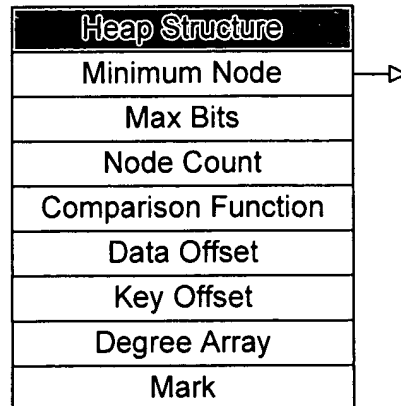 Heap Structure
Minimum Node
Max Bits
Node Count
Comparison Function
Data Offset
Key Offset
Degree Array
Mark